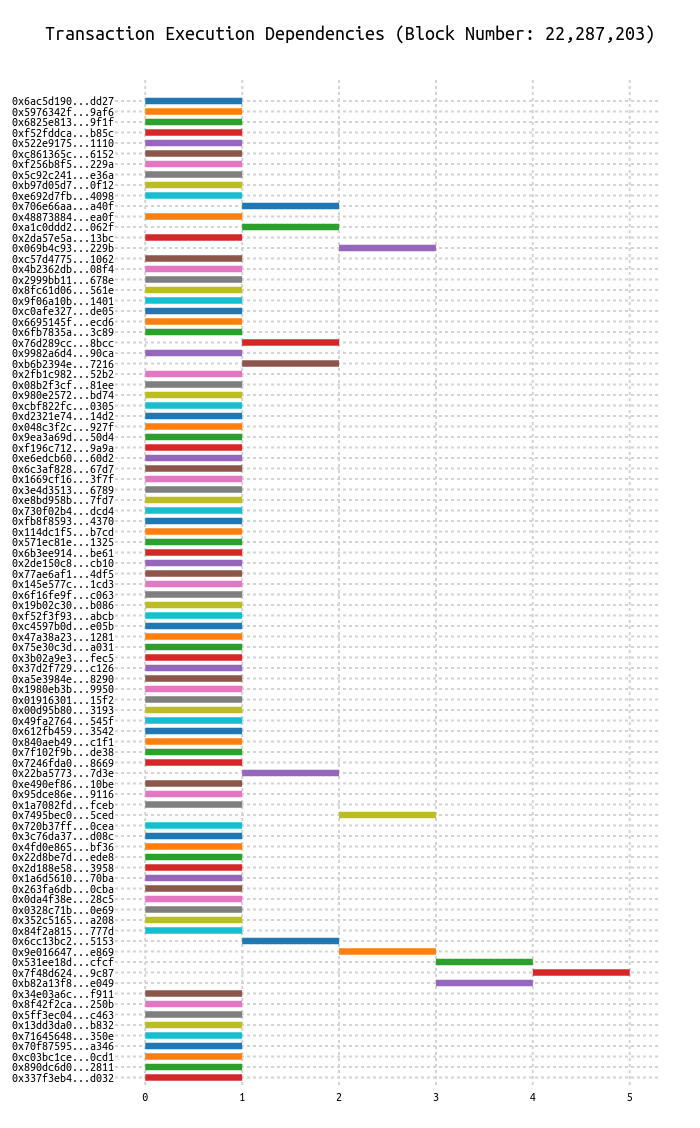 Transaction Execution Dependencies (Block Number: 22,287,203)
0x6ac5d190...dd27
0x5976342f...9af6
0x6825e813...9f1f
0xf52fddca...b85c
0x522e9175...1110
0xc861365c...6152
0xf256b8f5...229a
0x5c92c241...e36a
0xb97d05d7...0f12
0xe692d7fb...4098
0x706e66aa...a40f
0x48873884...ea0f
0xa1c0ddd2...062f
0x2da57e5a...13bc
0x069b4c93...229b
0xc57d4775...1062
0x4b2362db...08f4
0x2999bb11...678e
0x8fc61d06...561e
0x9f06a10b...1401
0xc0afe327...de05
0x6695145f...ecd6
0x6fb7835a...3c89
0x76d289cc...8bcc
0x9982a6d4...90ca
0xb6b2394e...7216
0x2fb1c982...52b2
0x08b2f3cf...81ee
0x980e2572...bd74
0xcbf822fc...0305
0xd2321e74...14d2
0x048c3f2c...927f
0x9ea3a69d...50d4
0xf196c712...9a9a
0xe6edcb60...60d2
0x6c3af828...67d7
0x1669cf16...3f7f
0x3e4d3513...6789
0xe8bd958b...7fd7
0x730f02b4...dcd4
0xfb8f8593...4370
0x114dc1f5...b7cd
0x571ec81e...1325
0x6b3ee914...be61
0x2de150c8...cb10
0x77ae6af1...4df5
0x145e577c...1cd3
0x6f16fe9f...c063
0x19b02c30...b086
0xf52f3f93...abcb
0xc4597b0d...e05b
0x47a38a23...1281
0x75e30c3d...a031
0x3b02a9e3...fec5
0x37d2f729...c126
0xa5e3984e...8290
0x1980eb3b...9950
0x01916301...15f2
0x00d95b80...3193
0x49fa2764...545f
0x612fb459...3542
0x840aeb49...c1f1
0x7f102f9b...de38
0x7246fda0...8669
0x22ba5773...7d3e
0xe490ef86...10be
0x95dce86e...9116
0x1a7082fd...fceb
0x7495bec0...5ced
0x720b37ff...0cea
0x3c76da37...d08c
0x4fd0e865...bf36
0x22d8be7d...ede8
0x2d188e58...3958
0x1a6d5610...70ba
0x263fa6db...0cba
0x0da4f38e...28c5
0x0328c71b...0e69
0x352c5165...a208
0x84f2a815...777d
0x6cc13bc2...5153
0x9e016647...e869
0x531ee18d...cfcf
0x7f48d624...9c87
0xb82a13f8...e049
0x34e03a6c...f911
0x8f42f2ca...250b
0x5ff3ec04...c463
0x13dd3da0...b832
0x71645648...350e
0x70f87595...a346
0xc03bc1ce...0cd1
0x890dc6d0...2811
0x337f3eb4...d032
0 1 2 3 4 5